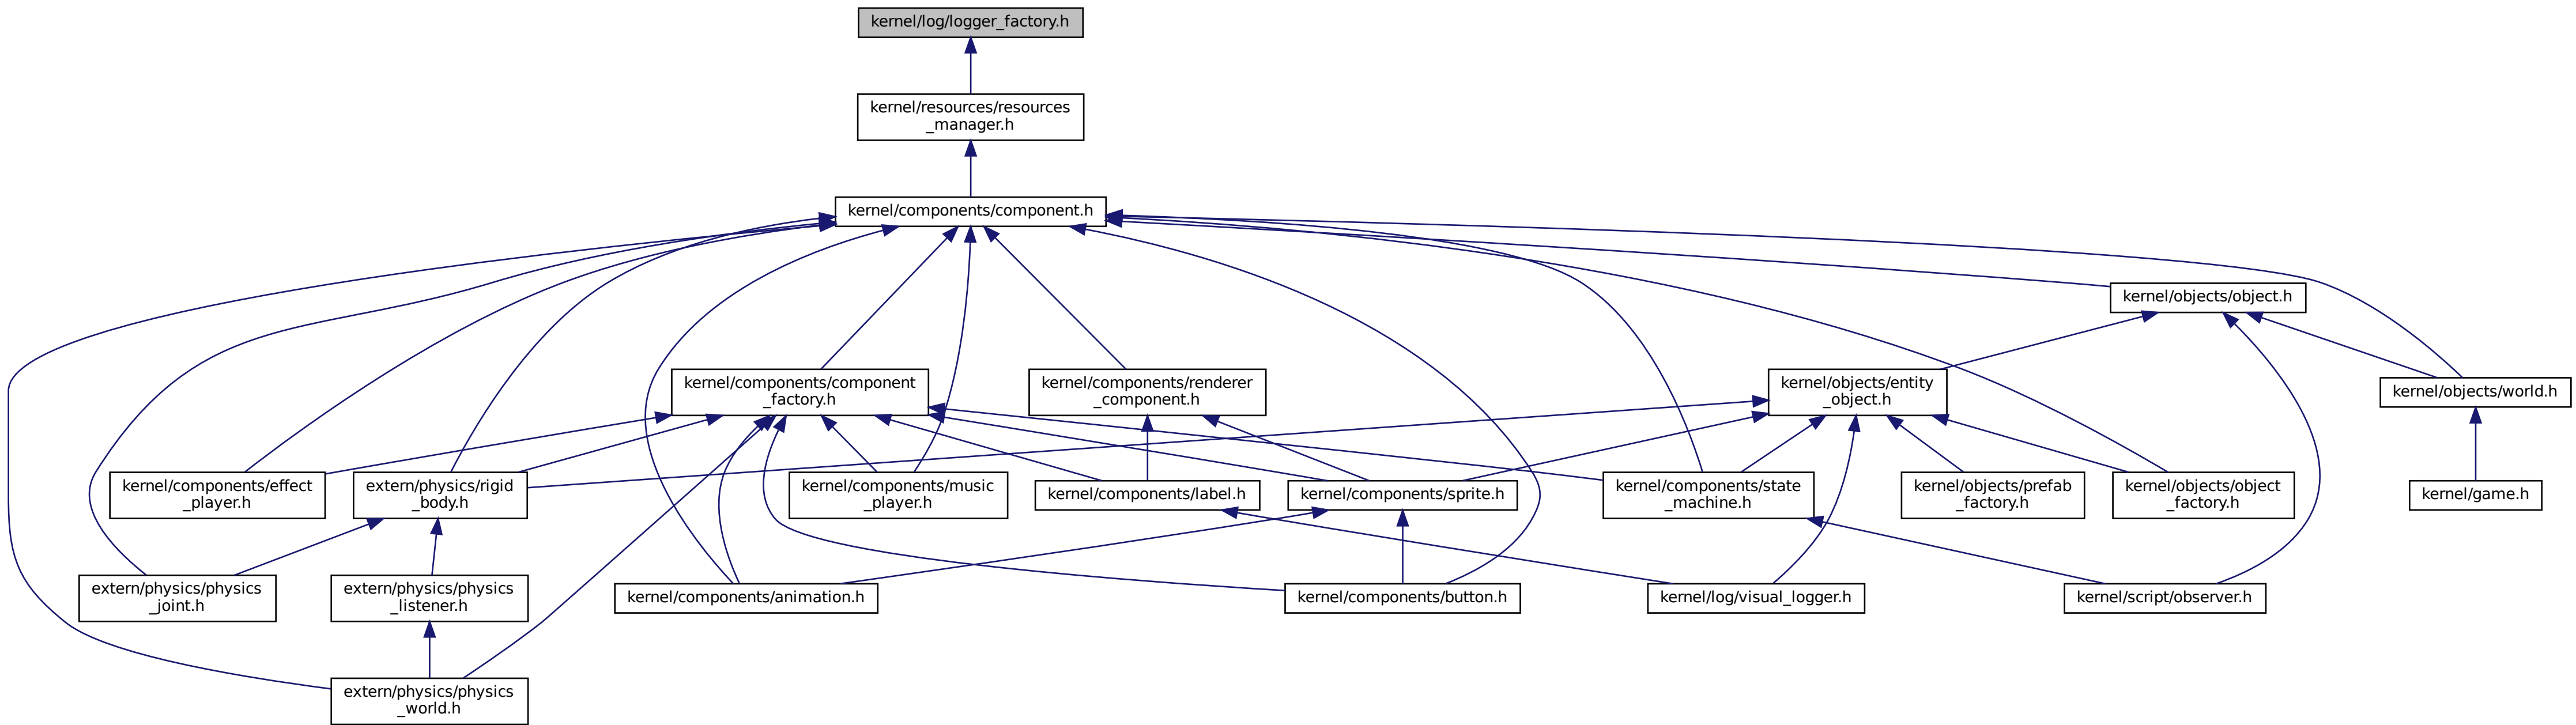 kernel/log/logger_factory.h
kernel/resources/resources
_manager.h
kernel/components/component.h
kernel/objects/object.h
kernel/components/component
_factory.h
kernel/components/renderer
_component.h
kernel/objects/entity
_object.h
kernel/objects/world.h
kernel/components/effect
_player.h
extern/physics/rigid
_body.h
kernel/components/music
_player.h
kernel/components/label.h
kernel/components/sprite.h
kernel/components/state
_machine.h
kernel/objects/prefab
_factory.h
kernel/objects/object
_factory.h
kernel/game.h
extern/physics/physics
_joint.h
extern/physics/physics
_listener.h
kernel/components/animation.h
kernel/components/button.h
kernel/log/visual_logger.h
kernel/script/observer.h
extern/physics/physics
_world.h